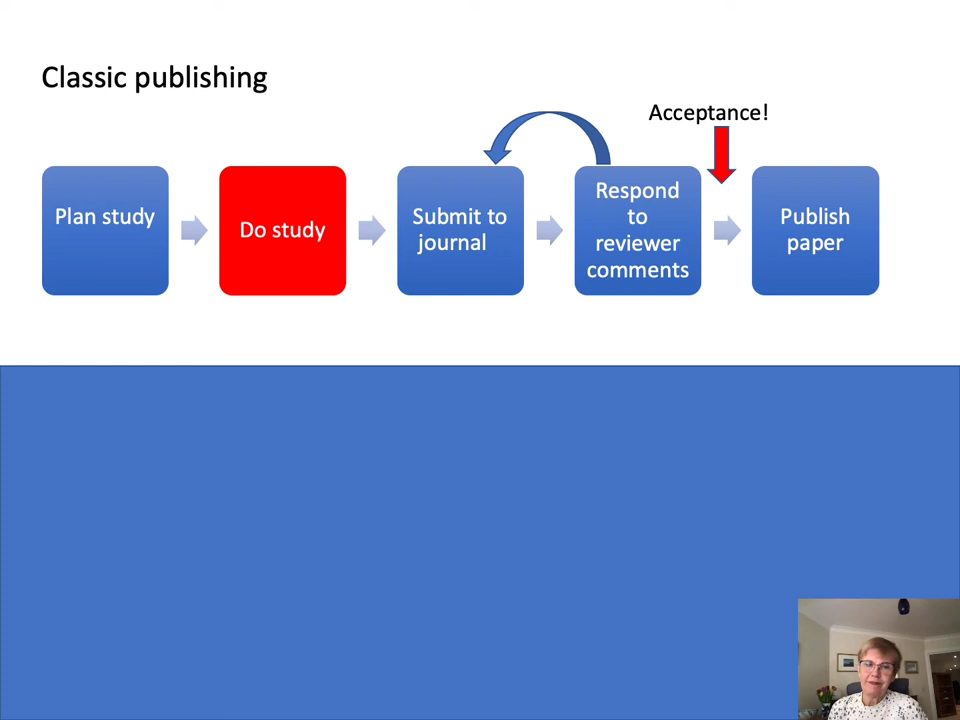 Classic publishing
Acceptance!
Plan study
Do study
Submit to
journal
Respond
to
reviewer
comments
Publish
paper